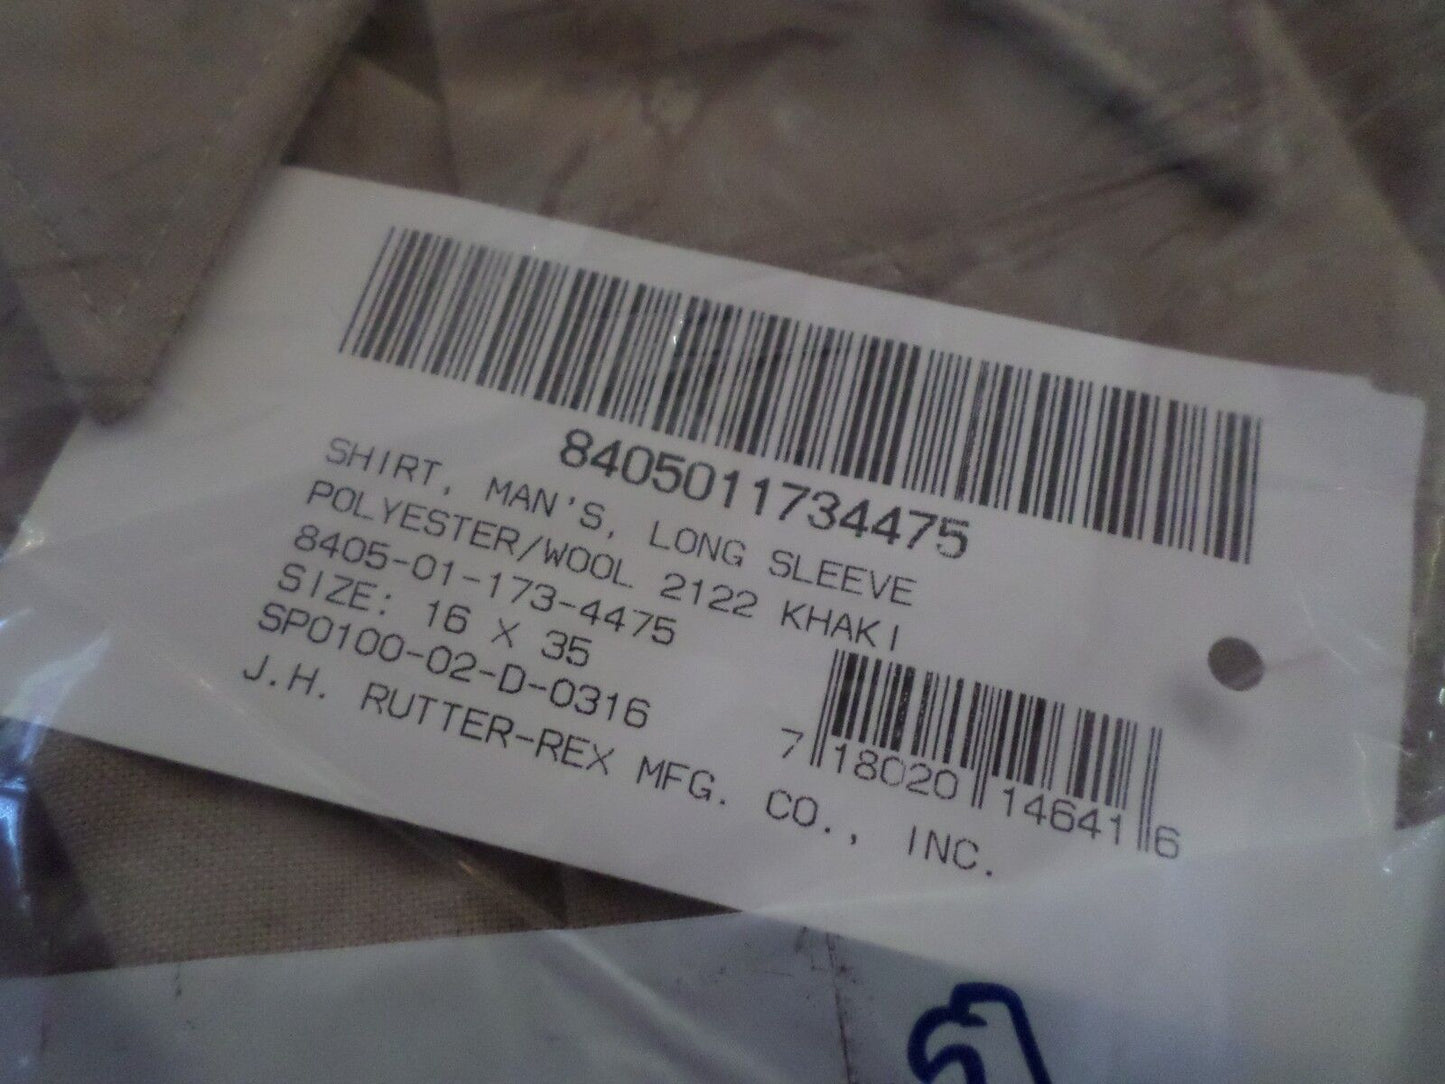 8405011734475
SHIRT, MAN'S, LONG SLEEVE
POLYESTER/WOOL 2122 KHAKI
8405-01-173-4475
SIZE: 16 X 35
SPO100-02-D-0316
J.H. RUTTER-REX MFG. CO., INC.
7 18020 14641 6